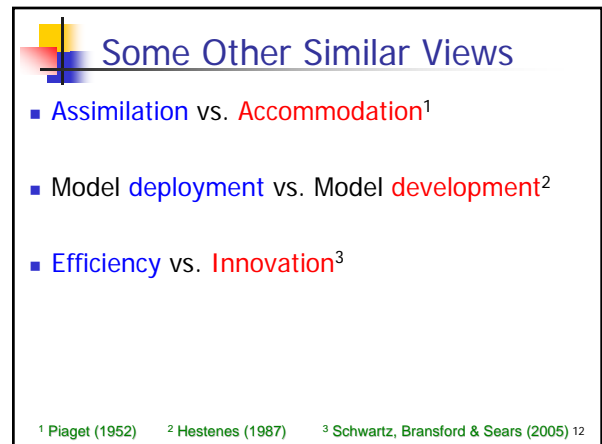 Some Other Similar Views
Assimilation vs. Accommodation¹
Model deployment vs. Model development²
Efficiency vs. Innovation³
¹ Piaget (1952) ² Hestenes (1987) ³ Schwartz, Bransford & Sears (2005) 12